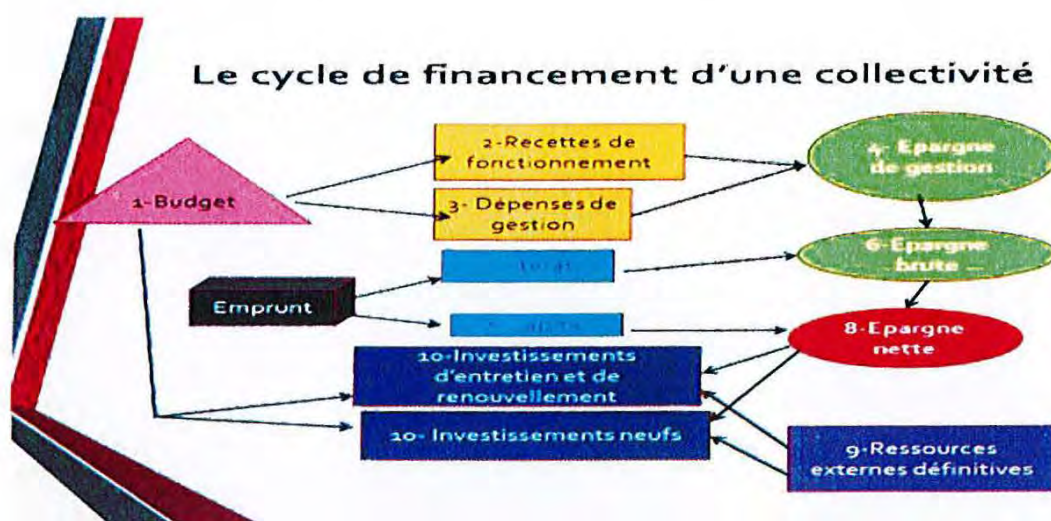 Le cycle de financement d'une collectivité
1-Budget
2-Recettes de
fonctionnement
3- Dépenses de
gestion
4- Epargne
de gestion
6-Epargne
brute
Emprunt
8-Epargne
nette
10-Investissements
d'entretien et de
renouvellement
10- Investissements neufs
9-Ressources
externes définitives